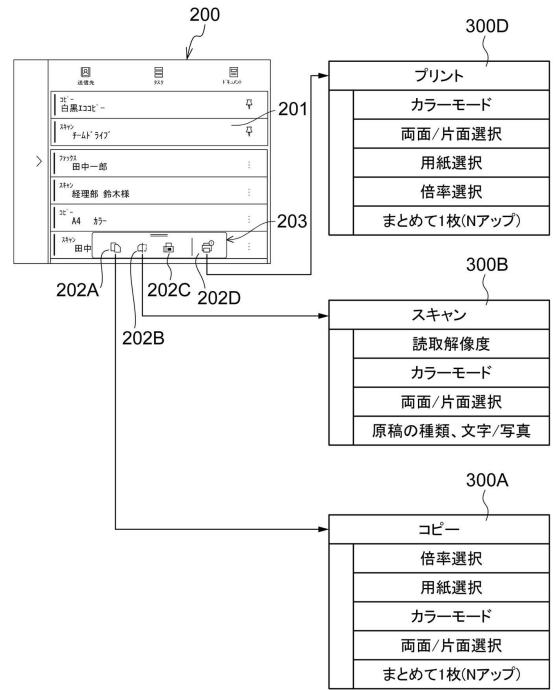 200
送信先
タスク
ドキュメント
コピー
白黒エココピー
スキャン
チームドライブ
201
ファックス
田中一郎
スキャン
経理部 鈴木様
コピー
A4 カラー
スキャン
田中
203
202A
202B
202C
202D
300D
プリント
カラーモード
両面/片面選択
用紙選択
倍率選択
まとめて1枚(Nアップ)
300B
スキャン
読取解像度
カラーモード
両面/片面選択
原稿の種類、文字/写真
300A
コピー
倍率選択
用紙選択
カラーモード
両面/片面選択
まとめて1枚(Nアップ)